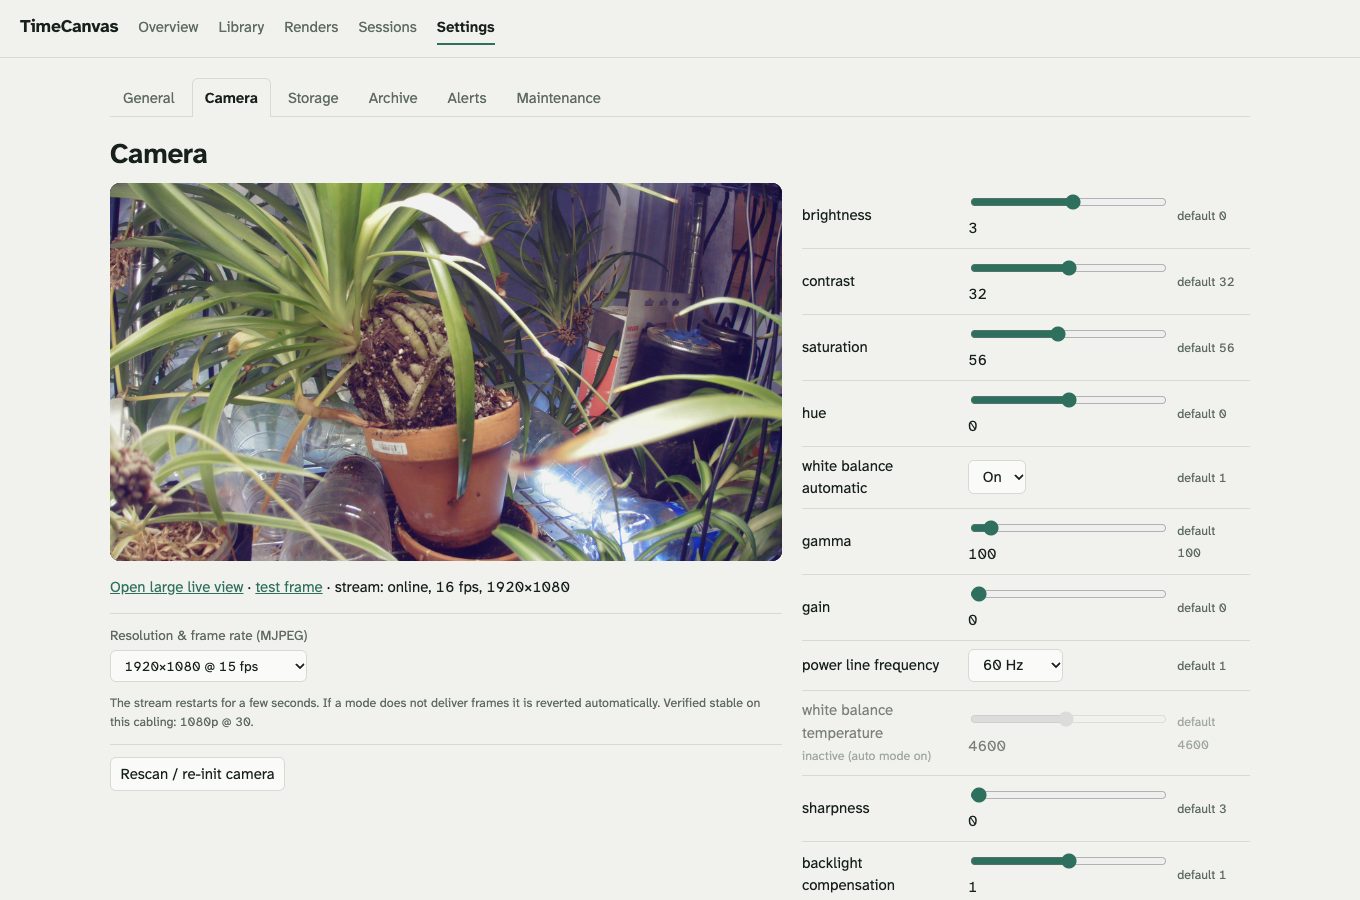 TimeCanvas Overview Library Renders Sessions Settings
General Camera Storage Archive Alerts Maintenance
Camera
brightness
3
default 0
contrast
32
default 32
saturation
56
default 56
hue
0
default 0
white balance
automatic
On
default 1
gamma
100
default
100
gain
0
default 0
power line frequency
60 Hz
default 1
white balance
temperature
inactive (auto mode on)
4600
default
4600
sharpness
0
default 3
backlight
compensation
1
default 1
Open large live view · test frame · stream: online, 16 fps, 1920×1080
Resolution & frame rate (MJPEG)
1920×1080 @ 15 fps
The stream restarts for a few seconds. If a mode does not deliver frames it is reverted automatically. Verified stable on
this cabling: 1080p @ 30.
Rescan / re-init camera